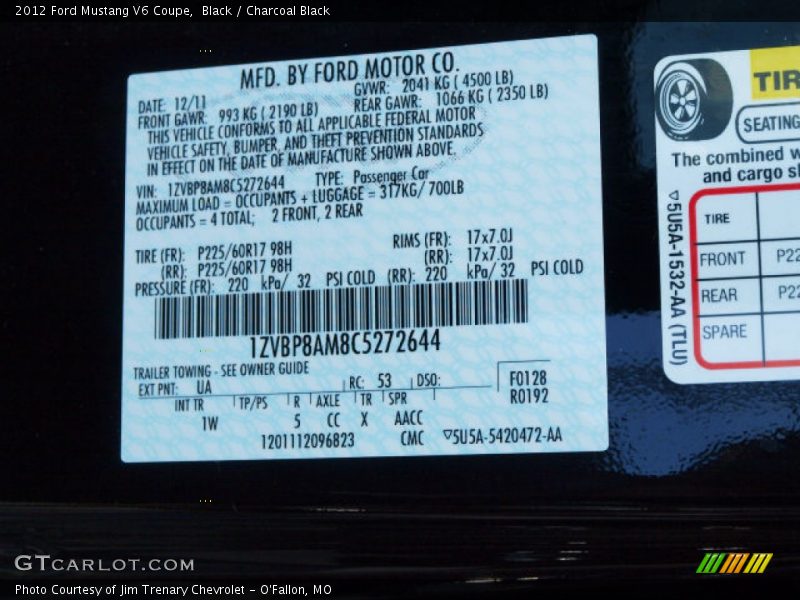 2012 Ford Mustang V6 Coupe, Black / Charcoal Black
MFD. BY FORD MOTOR CO.
DATE: 12/11 GVWR: 2041 KG ( 4500 LB)
FRONT GAWR: 993 KG ( 2190 LB) REAR GAWR: 1066 KG ( 2350 LB)
THIS VEHICLE CONFORMS TO ALL APPLICABLE FEDERAL MOTOR
VEHICLE SAFETY, BUMPER, AND THEFT PREVENTION STANDARDS
IN EFFECT ON THE DATE OF MANUFACTURE SHOWN ABOVE.
VIN: 1ZVBP8AM8C5272644 TYPE: Passenger Car
MAXIMUM LOAD = OCCUPANTS + LUGGAGE = 317KG/ 700LB
OCCUPANTS = 4 TOTAL; 2 FRONT, 2 REAR
TIRE (FR): P225/60R17 98H RIMS (FR): 17x7.0J
(RR): P225/60R17 98H (RR): 17x7.0J
PRESSURE (FR): 220 kPa/ 32 PSI COLD (RR): 220 kPa/ 32 PSI COLD
1ZVBP8AM8C5272644
TRAILER TOWING - SEE OWNER GUIDE
EXT PNT: UA RC: 53 DSO: F0128
INT TR TP/PS R AXLE TR SPR R0192
1W 5 CC X AACC
1201112096823 CMC ▽5U5A-5420472-AA
TIR
SEATING
The combined w
and cargo sh
▽5U5A-1532-AA (TLU)
TIRE
FRONT P22
REAR P22
SPARE
GTCARLOT.COM
Photo Courtesy of Jim Trenary Chevrolet - O'Fallon, MO